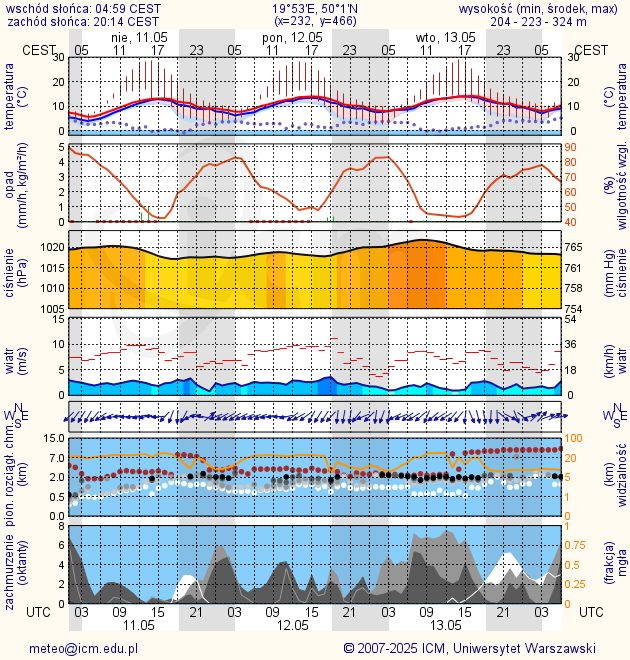 wschód słońca: 04:59 CEST 19°53'E, 50°1'N wysokość (min, środek, max)
zachód słońca: 20:14 CEST (x=232, y=466) 204 - 223 - 324 m
nie, 11.05 pon, 12.05 wto, 13.05
CEST 05 11 17 23 05 11 17 23 05 11 17 23 05 CEST
temperatura (°C)
30 30
20 20
10 10
0 0
temperatura (°C)
opad (mm/h, kg/m²/h)
5 90
4 80
3 70
2 60
1 50
0 40
(%) wilgotność wzgl.
ciśnienie (hPa)
1020 765
1015 761
1010 758
1005 754
(mm Hg) ciśnienie
wiatr (m/s)
15 54
10 36
5 18
0 0
(km/h) wiatr
N W E S
N W E S
pion. rozciągł. chm. (km)
15.0 100
7.0 20
2.0 5
0.5 1
0.0 0
(km) widzialność
zachmurzenie (oktanty)
8 1
6 0.75
4 0.5
2 0.25
0 0
(frakcja) mgła
UTC 03 09 15 21 03 09 15 21 03 09 15 21 03 UTC
11.05 12.05 13.05
meteo@icm.edu.pl © 2007-2025 ICM, Uniwersytet Warszawski